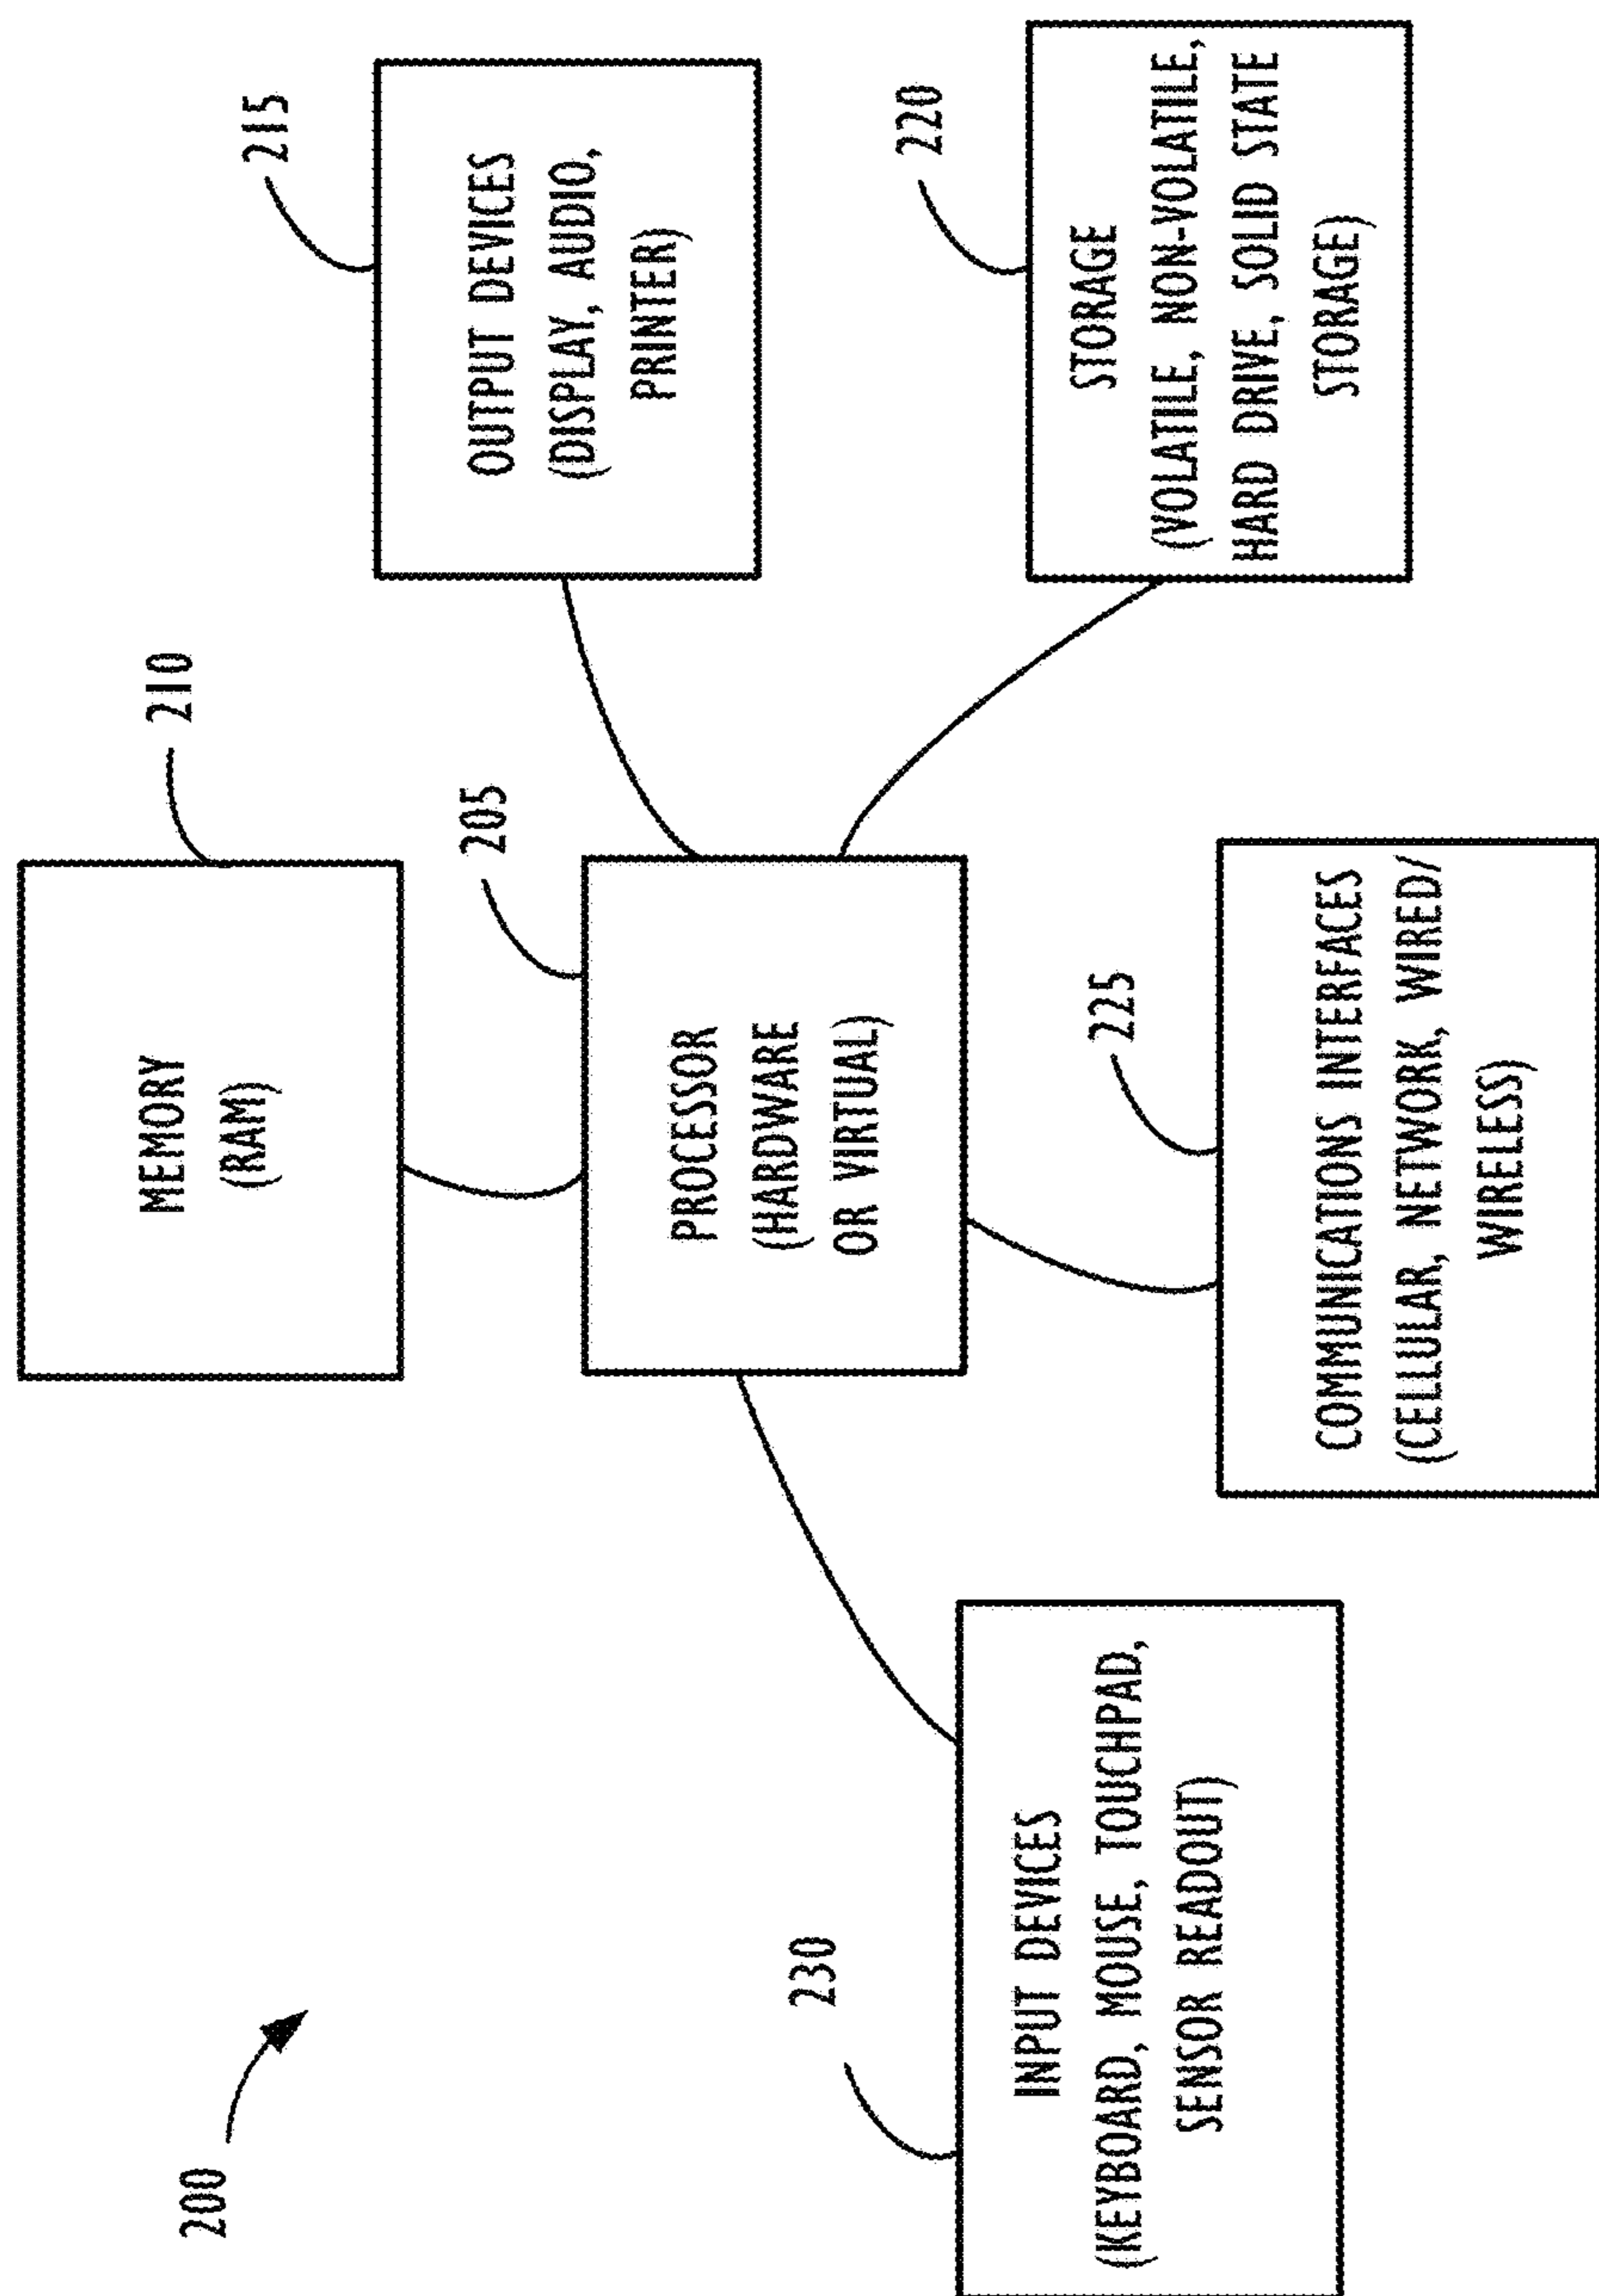 200
210
MEMORY
(RAM)
215
OUTPUT DEVICES
(DISPLAY, AUDIO,
PRINTER)
205
PROCESSOR
(HARDWARE
OR VIRTUAL)
230
INPUT DEVICES
(KEYBOARD, MOUSE, TOUCHPAD,
SENSOR READOUT)
225
COMMUNICATIONS INTERFACES
(CELLULAR, NETWORK, WIRED/
WIRELESS)
220
STORAGE
(VOLATILE, NON-VOLATILE,
HARD DRIVE, SOLID STATE
STORAGE)